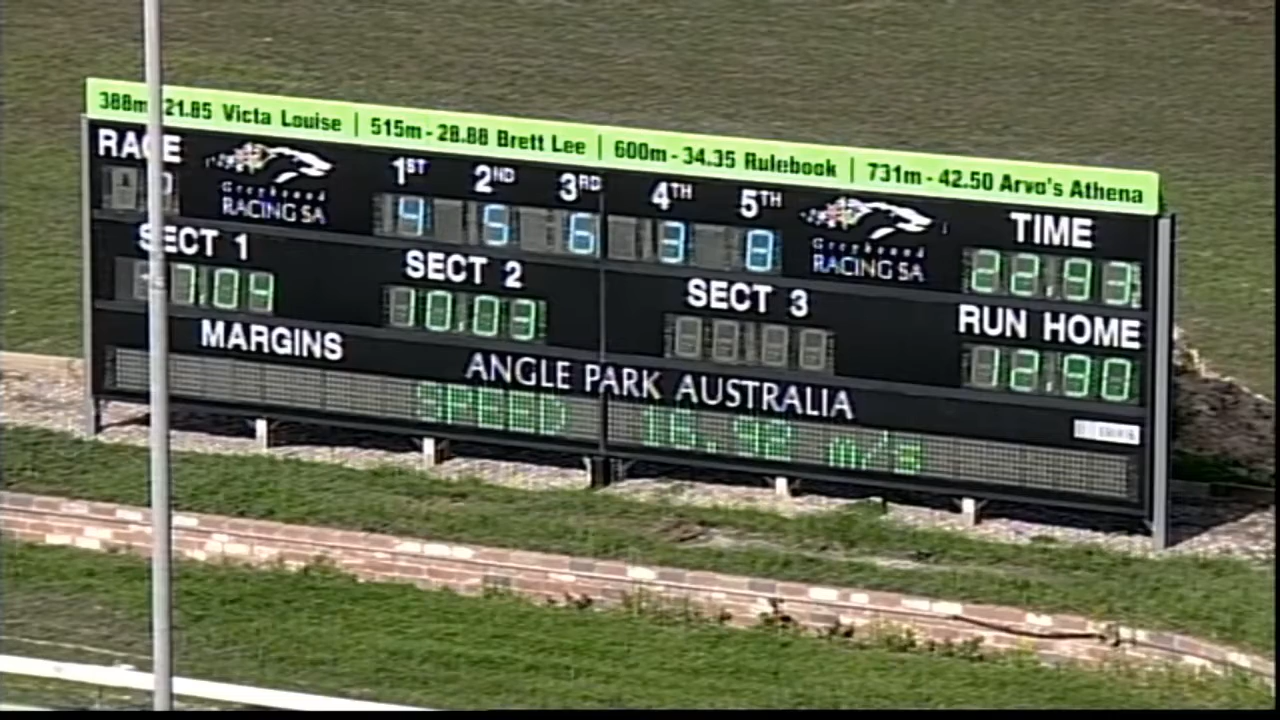 388m 21.85 Victa Louise | 515m - 28.88 Brett Lee | 600m - 34.35 Rulebook | 731m - 42.50 Arvo's Athena
RACE
Greyhound
RACING SA
1ST 2ND 3RD 4TH 5TH
4 5 6 3 8
Greyhound
RACING SA
TIME
22.93
SECT 1
7.04
SECT 2
10.03
SECT 3
RUN HOME
12.90
MARGINS
ANGLE PARK AUSTRALIA
SPEED 16.92 m/s